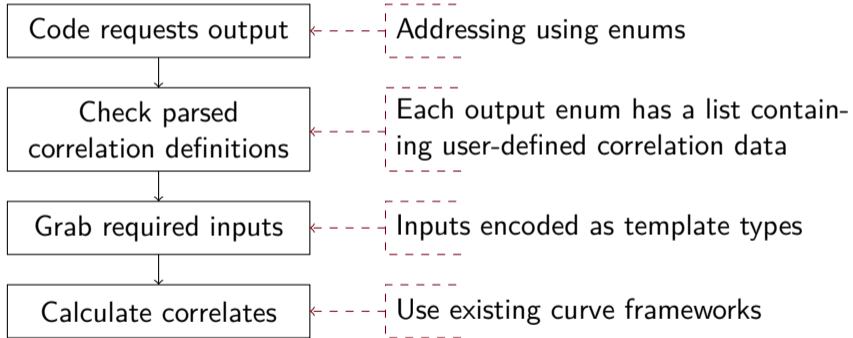 Code requests output
Addressing using enums
Check parsed
correlation definitions
Each output enum has a list contain-
ing user-defined correlation data
Grab required inputs
Inputs encoded as template types
Calculate correlates
Use existing curve frameworks